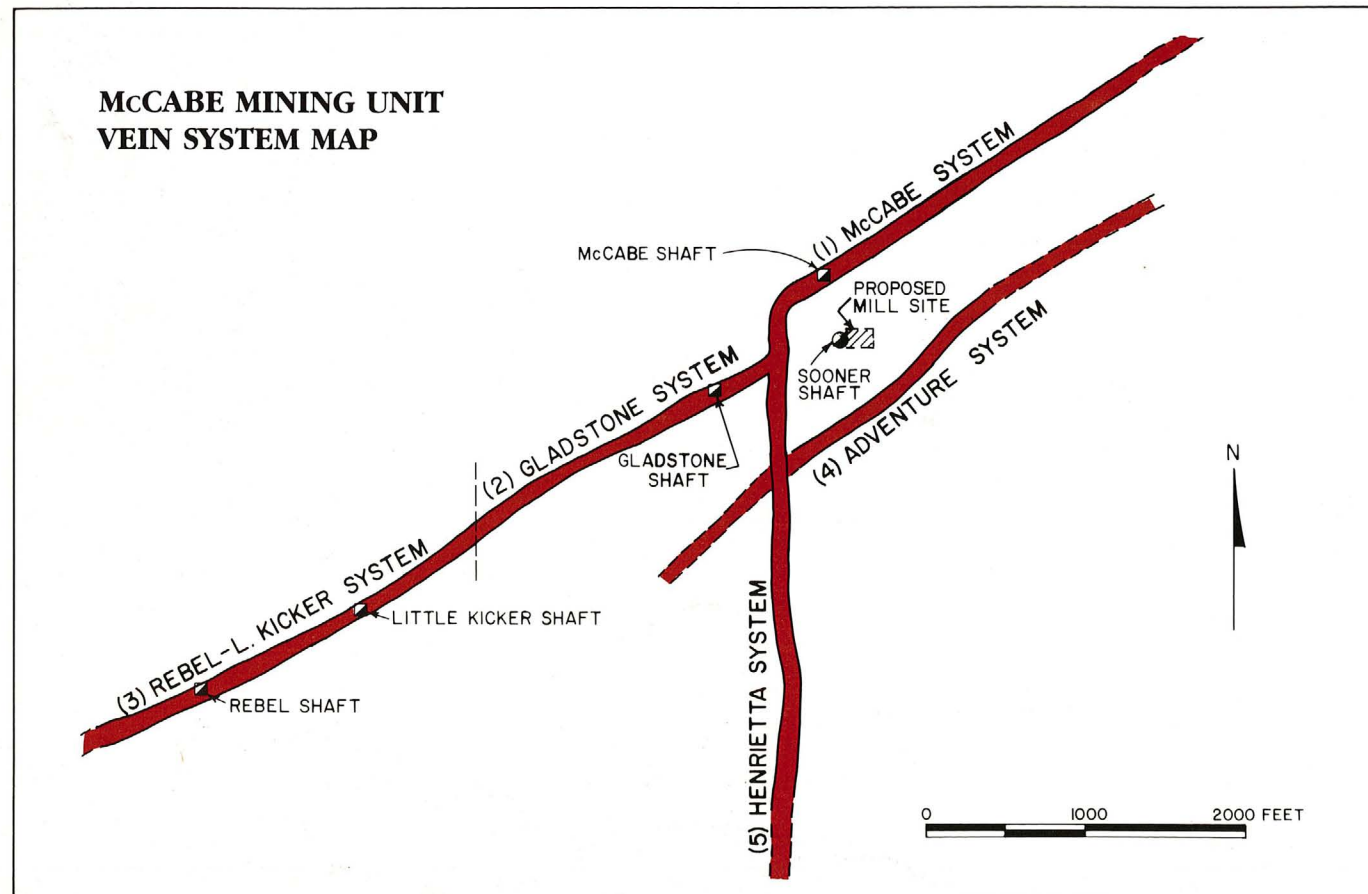 McCABE MINING UNIT
VEIN SYSTEM MAP
(1) McCABE SYSTEM
McCABE SHAFT
PROPOSED
MILL SITE
SOONER
SHAFT
(2) GLADSTONE SYSTEM
GLADSTONE
SHAFT
(4) ADVENTURE SYSTEM
N
(3) REBEL-L. KICKER SYSTEM
LITTLE KICKER SHAFT
REBEL SHAFT
(5) HENRIETTA SYSTEM
0 1000 2000 FEET